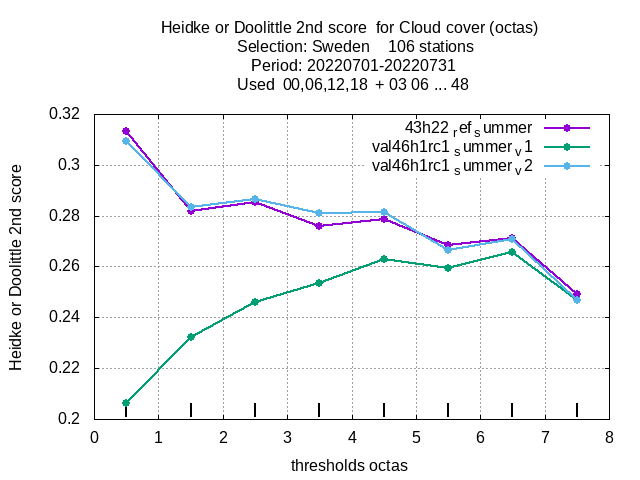 Heidke or Doolittle 2nd score  for Cloud cover (octas)
Selection: Sweden    106 stations
Period: 20220701-20220731
Used  00,06,12,18  + 03 06 ... 48
0.32
0.3
0.28
0.26
0.24
0.22
0.2
Heidke or Doolittle 2nd score
43h22 ref summer
val46h1rc1 summer v1
val46h1rc1 summer v2
0 1 2 3 4 5 6 7 8
thresholds octas